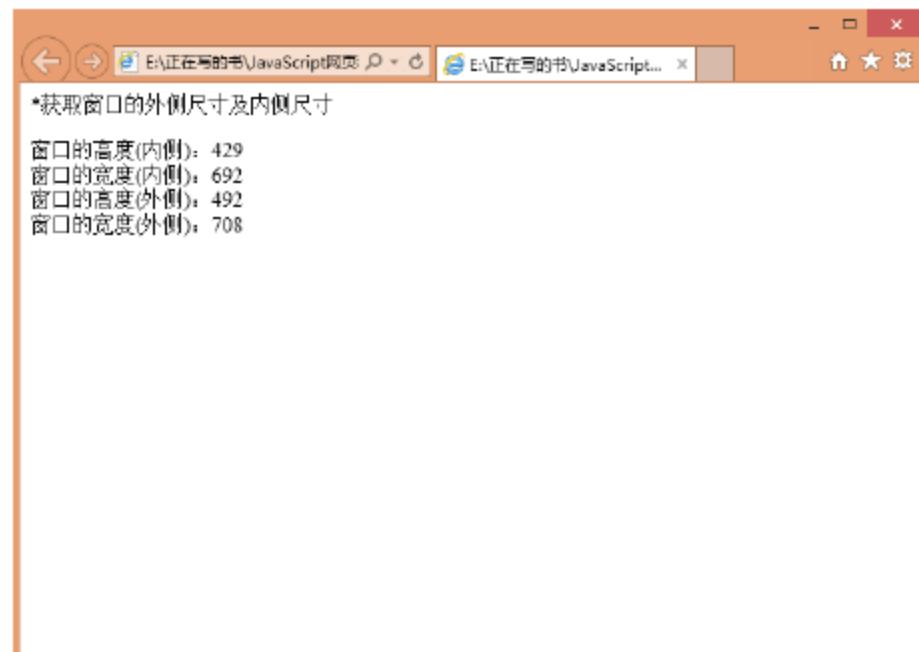 E:\正在写的书\JavaScript网页
E:\正在写的书\JavaScript...
*获取窗口的外侧尺寸及内侧尺寸
窗口的高度(内侧)：429
窗口的宽度(内侧)：692
窗口的高度(外侧)：492
窗口的宽度(外侧)：708